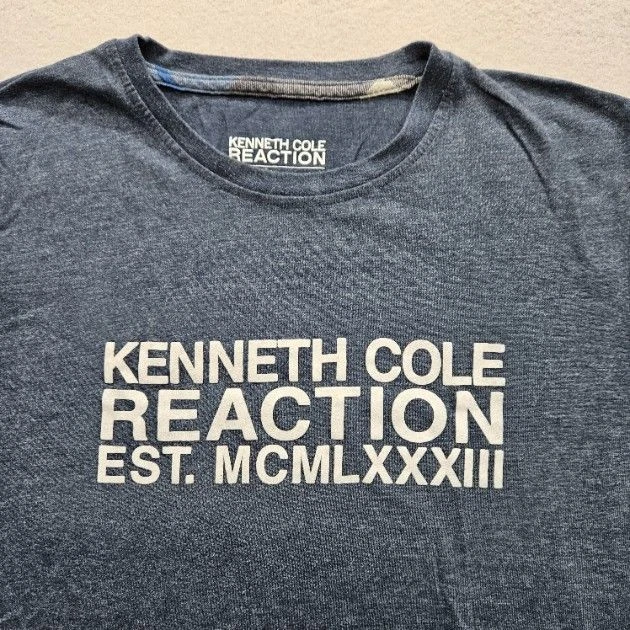 KENNETH COLE
REACTION
KENNETH COLE
REACTION
EST. MCMLXXXIII